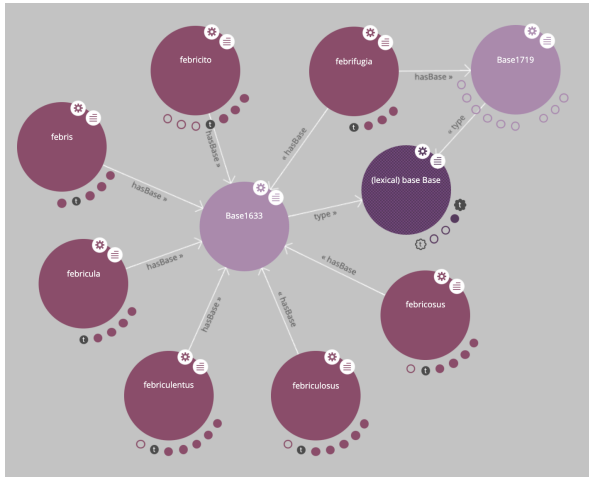 febricito
febrifugia
Base1719
hasBase »
« type
hasBase »
« hasBase
febris
(lexical) base Base
hasBase »
Base1633
type »
febricula
hasBase »
« hasBase
febricosus
hasBase »
« hasBase
febriculentus
febriculosus
t
t
t
t
t
t
t
t
t